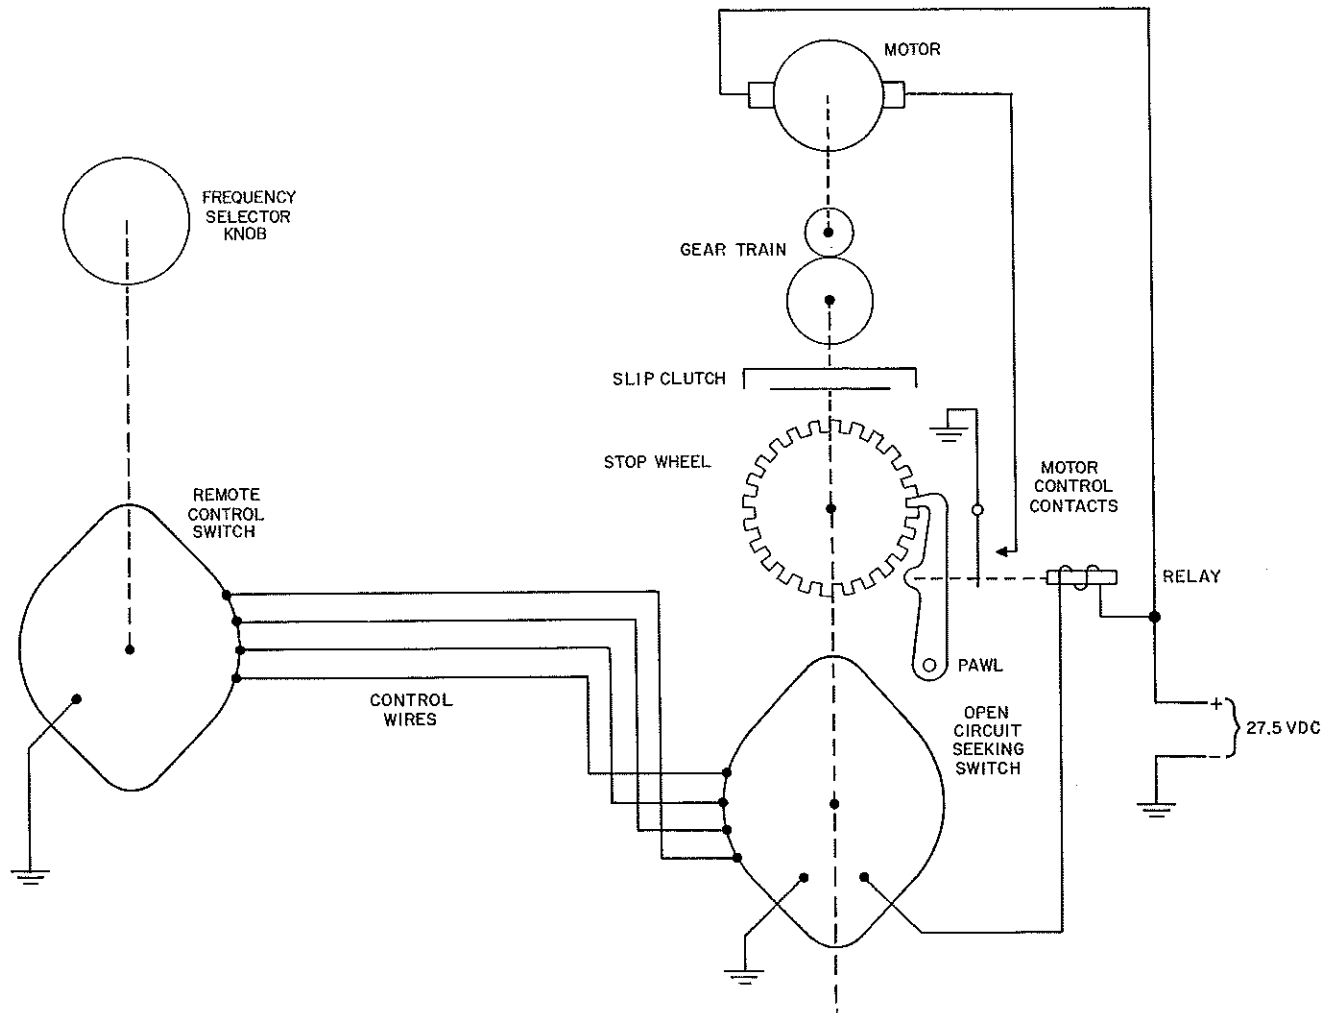 MOTOR
FREQUENCY
SELECTOR
KNOB
GEAR TRAIN
SLIP CLUTCH
STOP WHEEL
MOTOR
CONTROL
CONTACTS
REMOTE
CONTROL
SWITCH
RELAY
PAWL
CONTROL
WIRES
OPEN
CIRCUIT
SEEKING
SWITCH
+
27.5 VDC
-